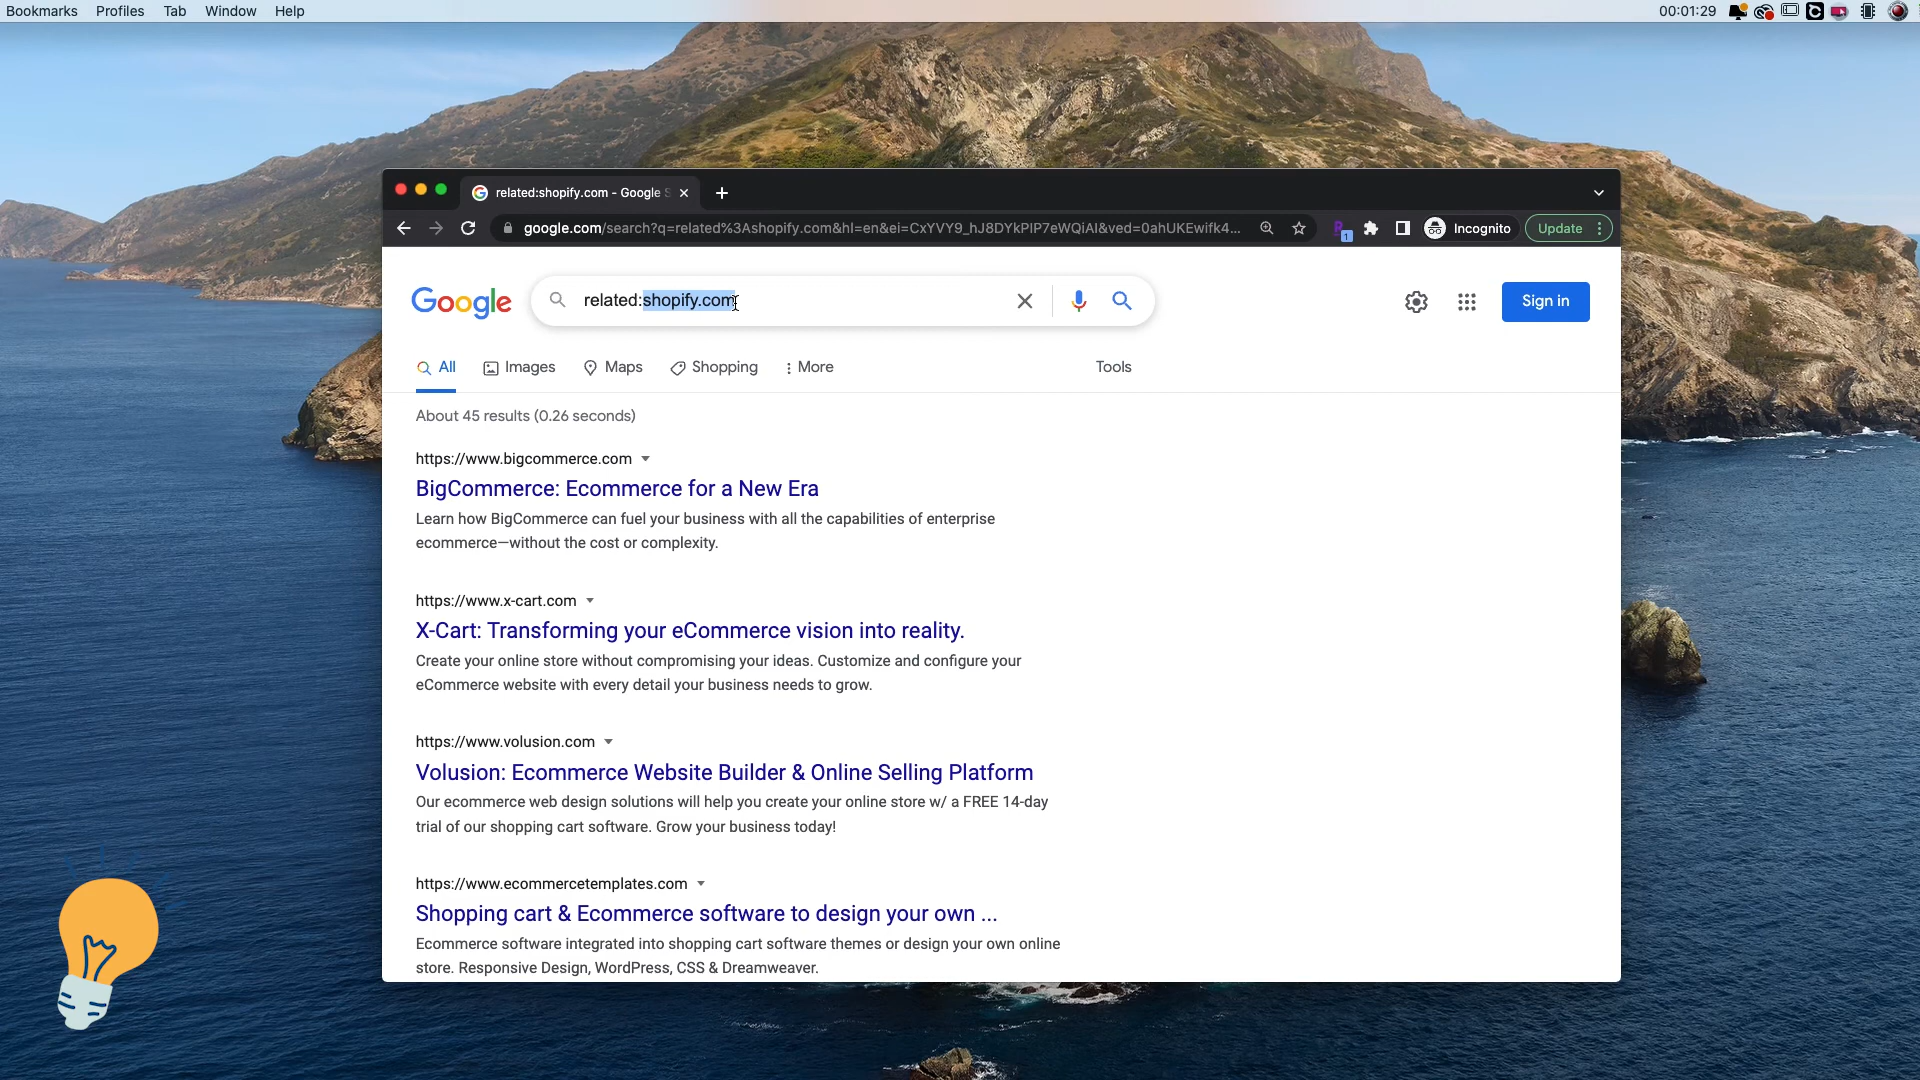 Bookmarks Profiles Tab Window Help 00:01:29
related:shopify.com - Google S
google.com/search?q=related%3Ashopify.com&hl=en&ei=CxYVY9_hJ8DYkPIP7eWQiAI&ved=0ahUKEwifk4... 1 Incognito Update
Google related:shopify.com Sign in
All Images Maps Shopping More Tools
About 45 results (0.26 seconds)
https://www.bigcommerce.com
BigCommerce: Ecommerce for a New Era
Learn how BigCommerce can fuel your business with all the capabilities of enterprise
ecommerce—without the cost or complexity.
https://www.x-cart.com
X-Cart: Transforming your eCommerce vision into reality.
Create your online store without compromising your ideas. Customize and configure your
eCommerce website with every detail your business needs to grow.
https://www.volusion.com
Volusion: Ecommerce Website Builder & Online Selling Platform
Our ecommerce web design solutions will help you create your online store w/ a FREE 14-day
trial of our shopping cart software. Grow your business today!
https://www.ecommercetemplates.com
Shopping cart & Ecommerce software to design your own ...
Ecommerce software integrated into shopping cart software themes or design your own online
store. Responsive Design, WordPress, CSS & Dreamweaver.